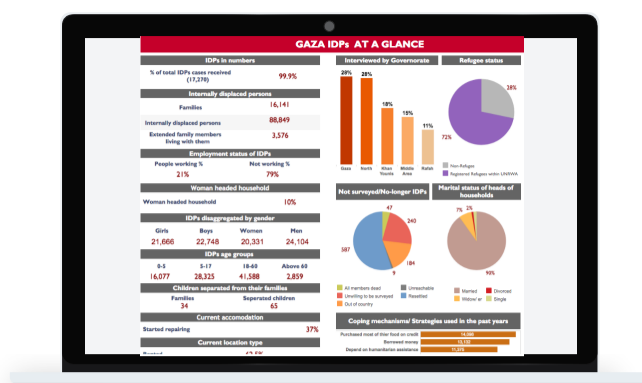 GAZA IDPs AT A GLANCE
IDPs in numbers
% of total IDPs cases received
(17,270)
99.9%
Internally displaced persons
Families
16,141
Internally displaced persons
88,849
Extended family members
living with them
3,576
Employment status of IDPs
People working %
Not working %
21%
79%
Woman headed household
Woman headed household
10%
IDPs disaggregated by gender
Girls
Boys
Women
Men
21,666
22,748
20,331
24,104
IDPs age groups
0-5
5-17
18-60
Above 60
16,077
28,325
41,588
2,859
Children separated from their families
Families
Seperated children
34
65
Current accomodation
Started repairing
37%
Current location type
Interviewed by Governorate
28%
28%
18%
15%
11%
Gaza
North
Khan
Younis
Middle
Area
Rafah
Refugee status
28%
72%
Non-Refugee
Registered Refugees within UNRWA
Not surveyed/No-longer IDPs
47
240
184
9
587
All members dead
Unreachable
Unwilling to be surveyed
Resettled
Out of country
Marital status of heads of
households
7%
2%
90%
Married
Divorced
Widow/ er
Single
Coping mechanisms/ Strategies used in the past years
Purchased most of thier food on credit
Borrowed money
Depend on humanitarian assistance